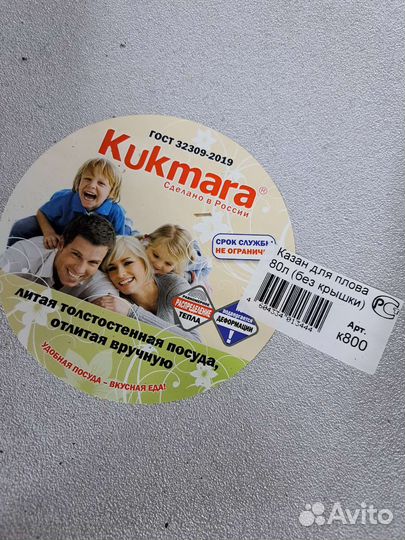 ГОСТ 32309-2019
Kukmara®
Сделано в России
СРОК СЛУЖБЫ
НЕ ОГРАНИЧЕН
РАСПРЕДЕЛЕНИЕ
ТЕПЛА
ПОДВЕРГАЕТСЯ
ДЕФОРМАЦИИ
!
литая толстостенная посуда,
отлитая вручную
УДОБНАЯ ПОСУДА – ВКУСНАЯ ЕДА!
Казан для плова
80л (без крышки)
Арт.
к800
Avito